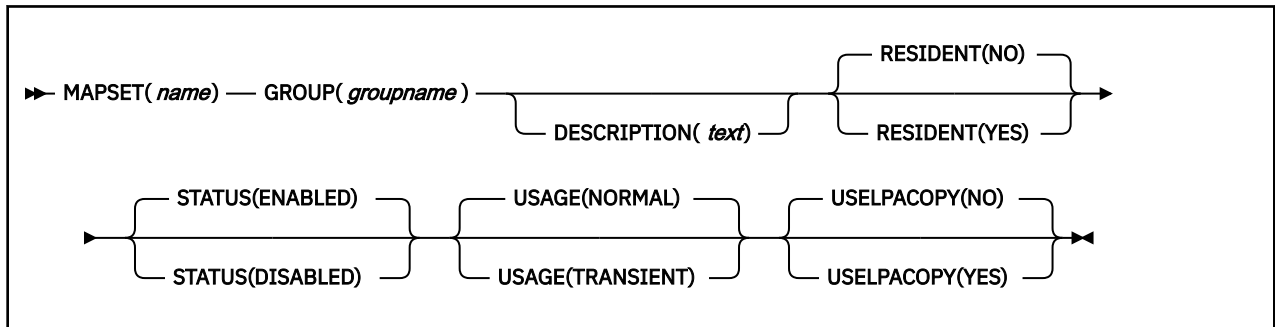 RESIDENT(NO)
MAPSET( name) GROUP( groupname )
DESCRIPTION( text) RESIDENT(YES)
STATUS(ENABLED) USAGE(NORMAL) USELPACOPY(NO)
STATUS(DISABLED) USAGE(TRANSIENT) USELPACOPY(YES)